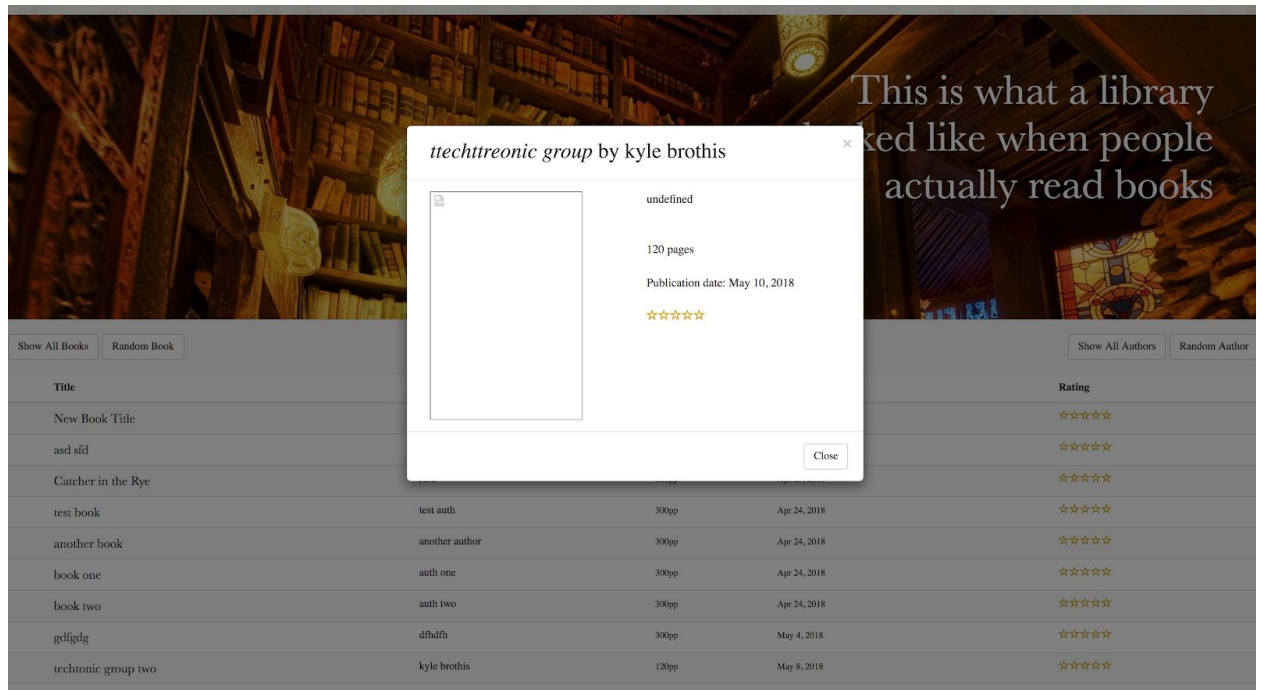 This is what a library
ked like when people
actually read books
ttechttreonic group by kyle brothis ×
undefined
120 pages
Publication date: May 10, 2018
Close
Show All Books Random Book Show All Authors Random Author
Title Rating
New Book Title
asd sfd
Catcher in the Rye
test book test auth 300pp Apr 24, 2018
another book another author 300pp Apr 24, 2018
book one auth one 300pp Apr 24, 2018
book two auth two 300pp Apr 24, 2018
gdfgdg dfhdfh 300pp May 4, 2018
techtonic group two kyle brothis 120pp May 8, 2018